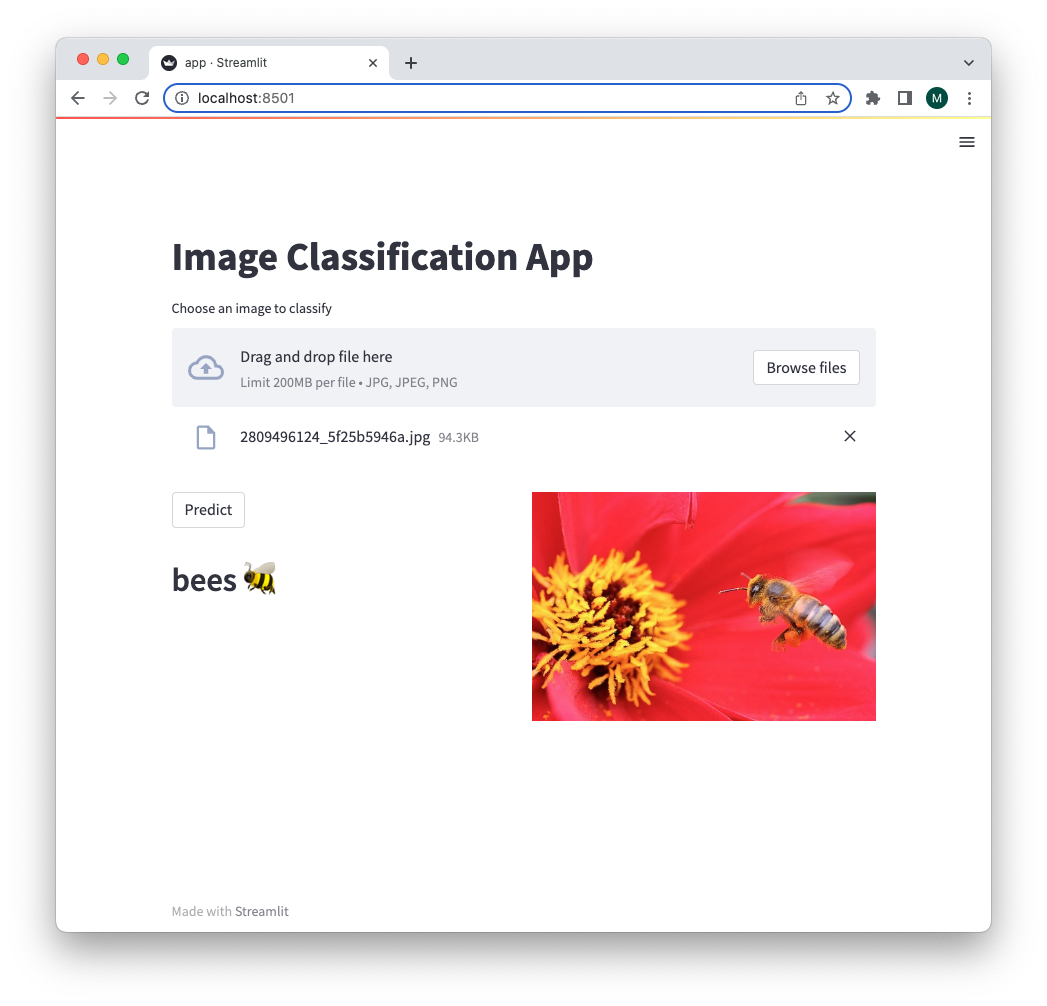 app · Streamlit
localhost:8501
M
Image Classification App
Choose an image to classify
Drag and drop file here
Limit 200MB per file • JPG, JPEG, PNG
Browse files
2809496124_5f25b5946a.jpg 94.3KB
Predict
bees 🐝
Made with Streamlit